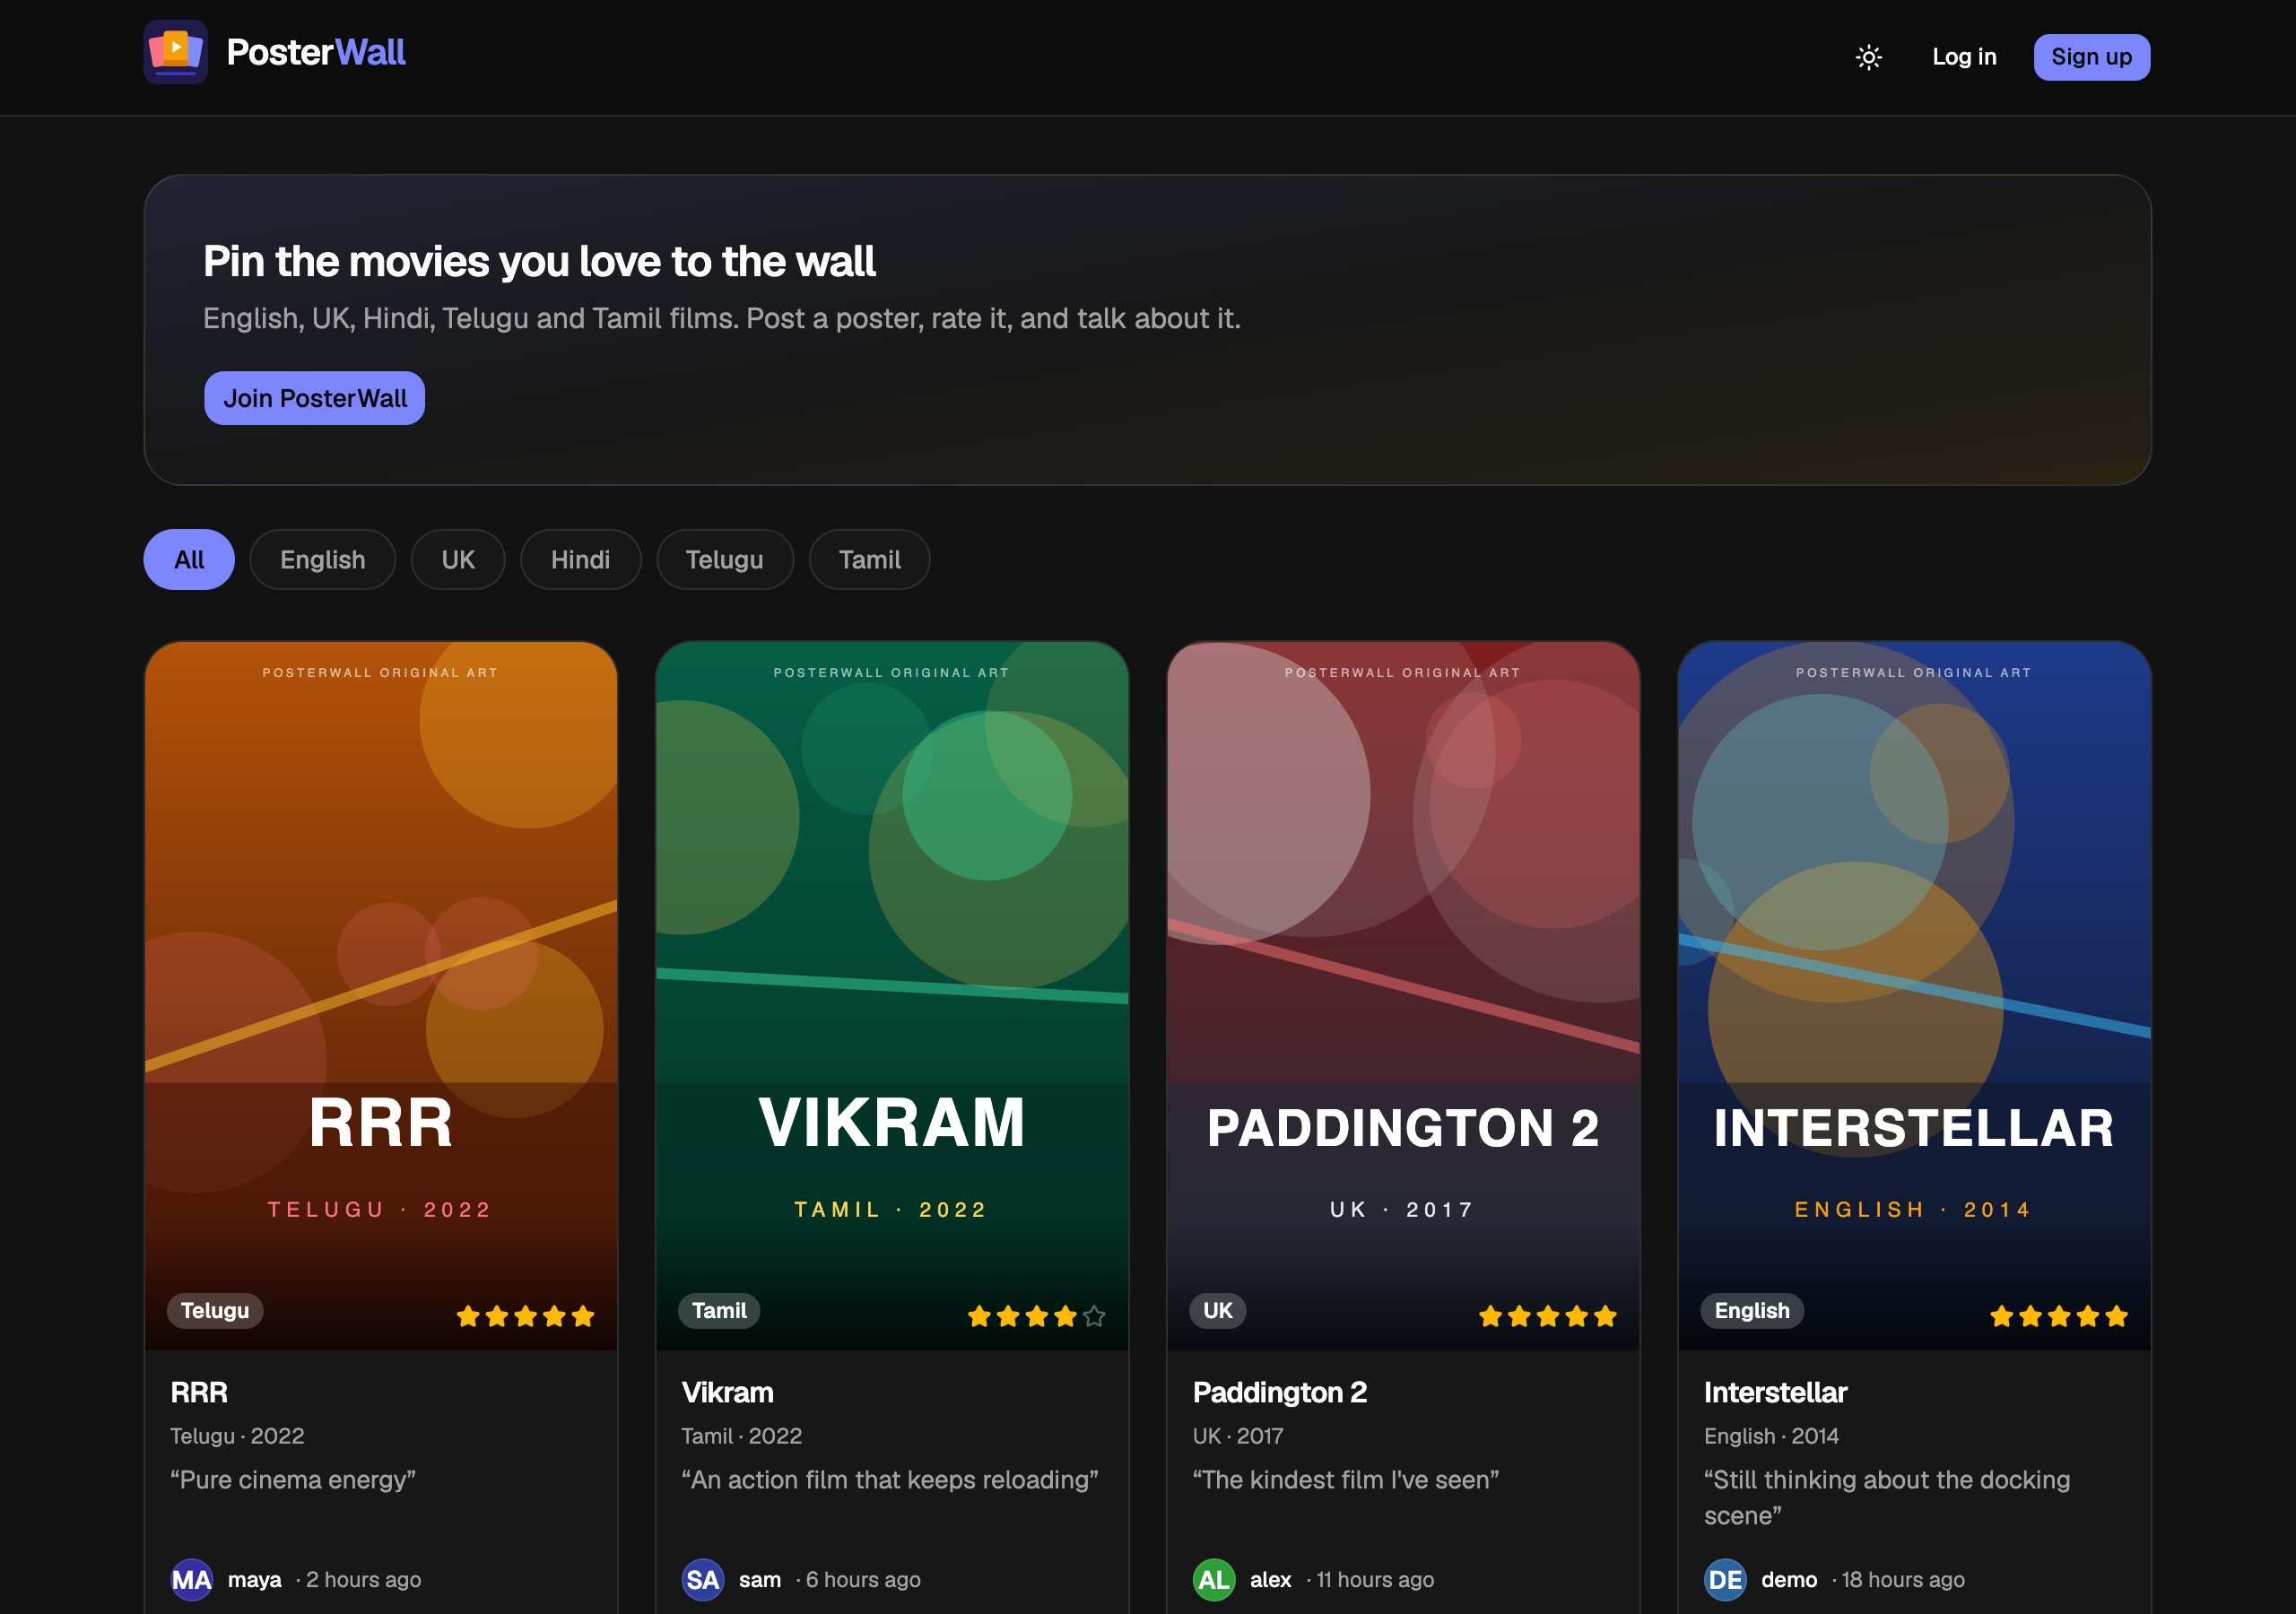 PosterWall
Log in
Sign up
Pin the movies you love to the wall
English, UK, Hindi, Telugu and Tamil films. Post a poster, rate it, and talk about it.
Join PosterWall
All
English
UK
Hindi
Telugu
Tamil
POSTERWALL ORIGINAL ART
RRR
TELUGU · 2022
Telugu
RRR
Telugu · 2022
“Pure cinema energy”
MA maya · 2 hours ago
POSTERWALL ORIGINAL ART
VIKRAM
TAMIL · 2022
Tamil
Vikram
Tamil · 2022
“An action film that keeps reloading”
SA sam · 6 hours ago
POSTERWALL ORIGINAL ART
PADDINGTON 2
UK · 2017
UK
Paddington 2
UK · 2017
“The kindest film I've seen”
AL alex · 11 hours ago
POSTERWALL ORIGINAL ART
INTERSTELLAR
ENGLISH · 2014
English
Interstellar
English · 2014
“Still thinking about the docking
scene”
DE demo · 18 hours ago